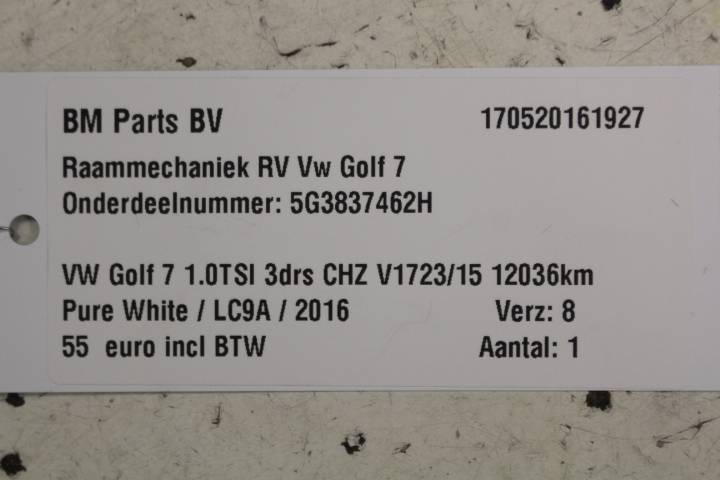 BM Parts BV 170520161927
Raammechaniek RV Vw Golf 7
Onderdeelnummer: 5G3837462H
VW Golf 7 1.0TSI 3drs CHZ V1723/15 12036km
Pure White / LC9A / 2016 Verz: 8
55 euro incl BTW Aantal: 1